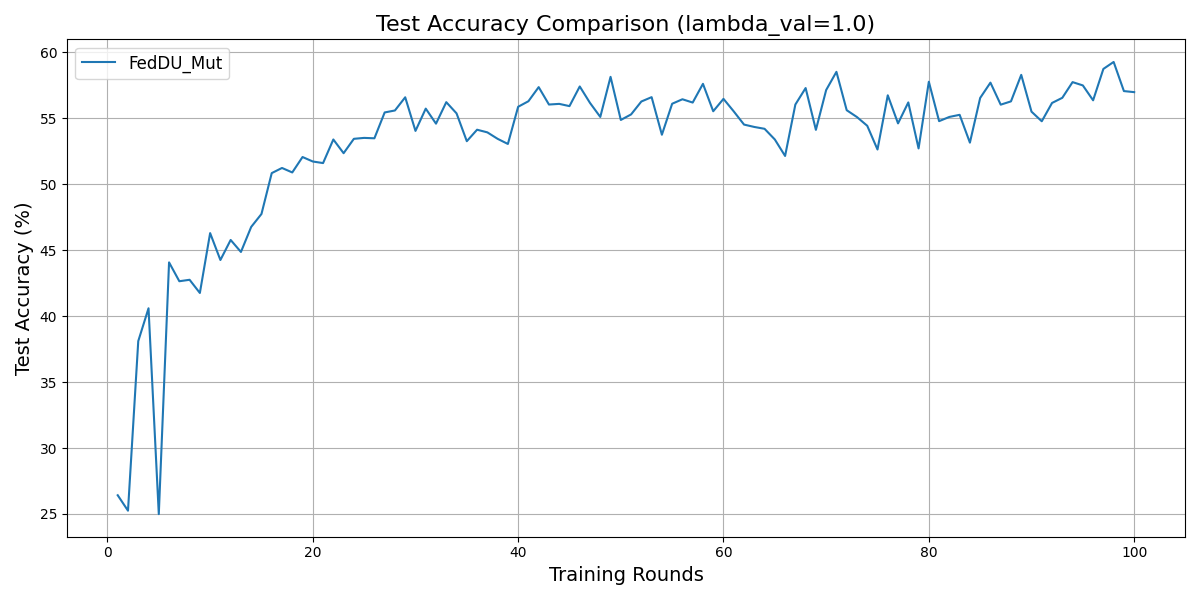 Test Accuracy Comparison (lambda_val=1.0)
FedDU_Mut
Test Accuracy (%)
60
55
50
45
40
35
30
25
0 20 40 60 80 100
Training Rounds